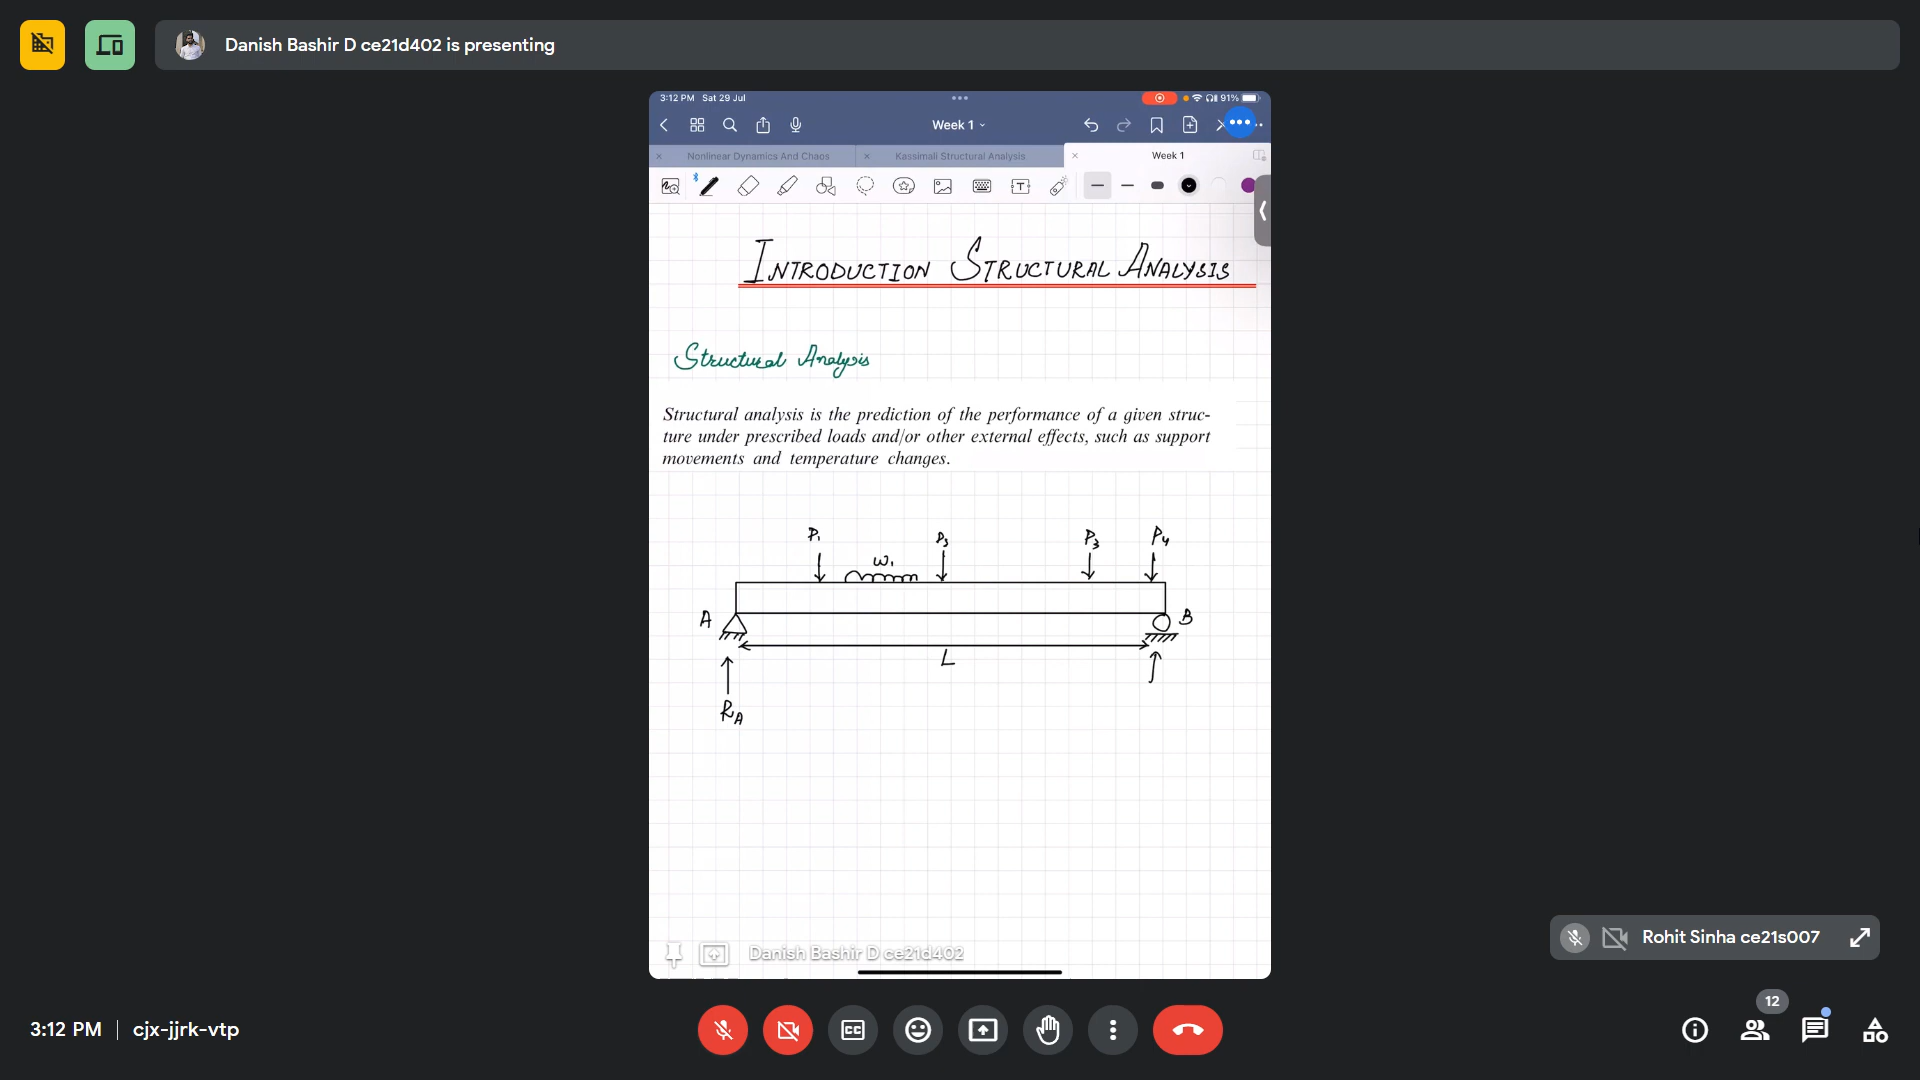 Danish Bashir D ce21d402 is presenting
3:12 PM Sat 29 Jul
91%
Week 1
Nonlinear Dynamics And Chaos
Kassimali Structural Analysis
Week 1
INTRODUCTION STRUCTURAL ANALYSIS
Structural Analysis
Structural analysis is the prediction of the performance of a given struc-
ture under prescribed loads and/or other external effects, such as support
movements and temperature changes.
P1 W1 P3 P4
A B
L
RA
Danish Bashir D ce21d402
Rohit Sinha ce21s007
3:12 PM | cjx-jjrk-vtp
12